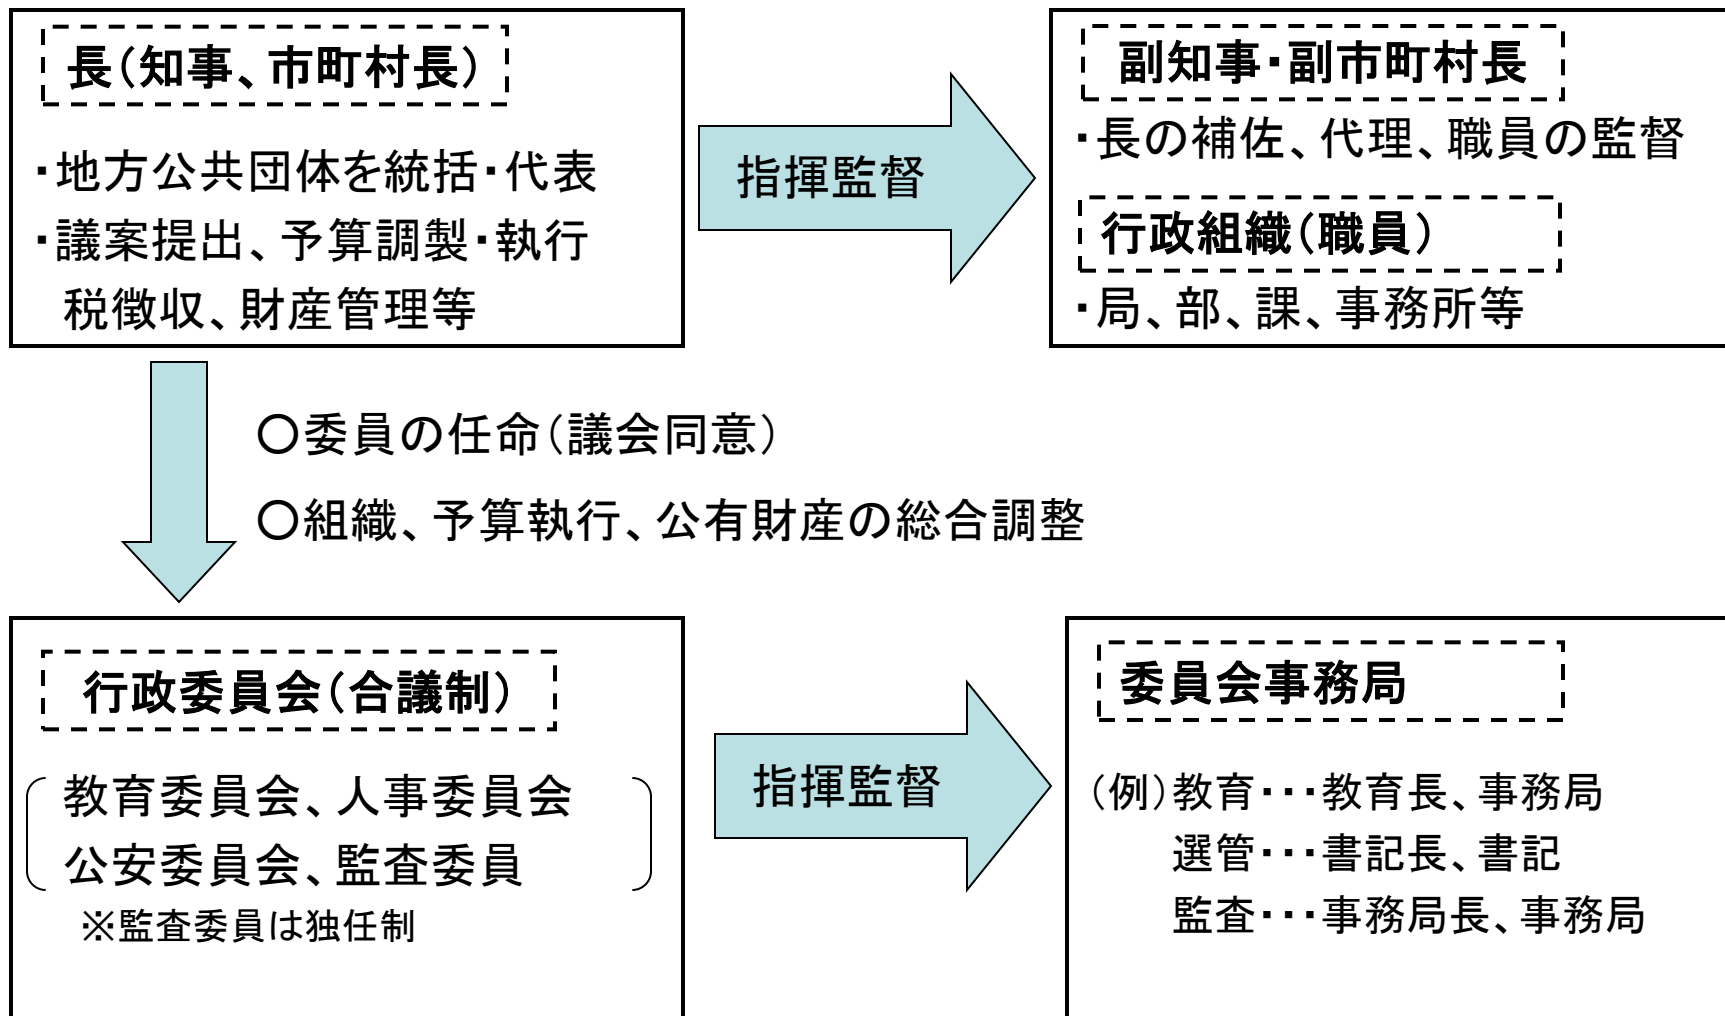 長（知事、市町村長）
・地方公共団体を統括・代表
・議案提出、予算調製・執行
税徴収、財産管理等
指揮監督
副知事・副市町村長
・長の補佐、代理、職員の監督
行政組織（職員）
・局、部、課、事務所等
○委員の任命（議会同意）
○組織、予算執行、公有財産の総合調整
行政委員会（合議制）
教育委員会、人事委員会
公安委員会、監査委員
※監査委員は独任制
指揮監督
委員会事務局
（例）教育・・・教育長、事務局
選管・・・書記長、書記
監査・・・事務局長、事務局